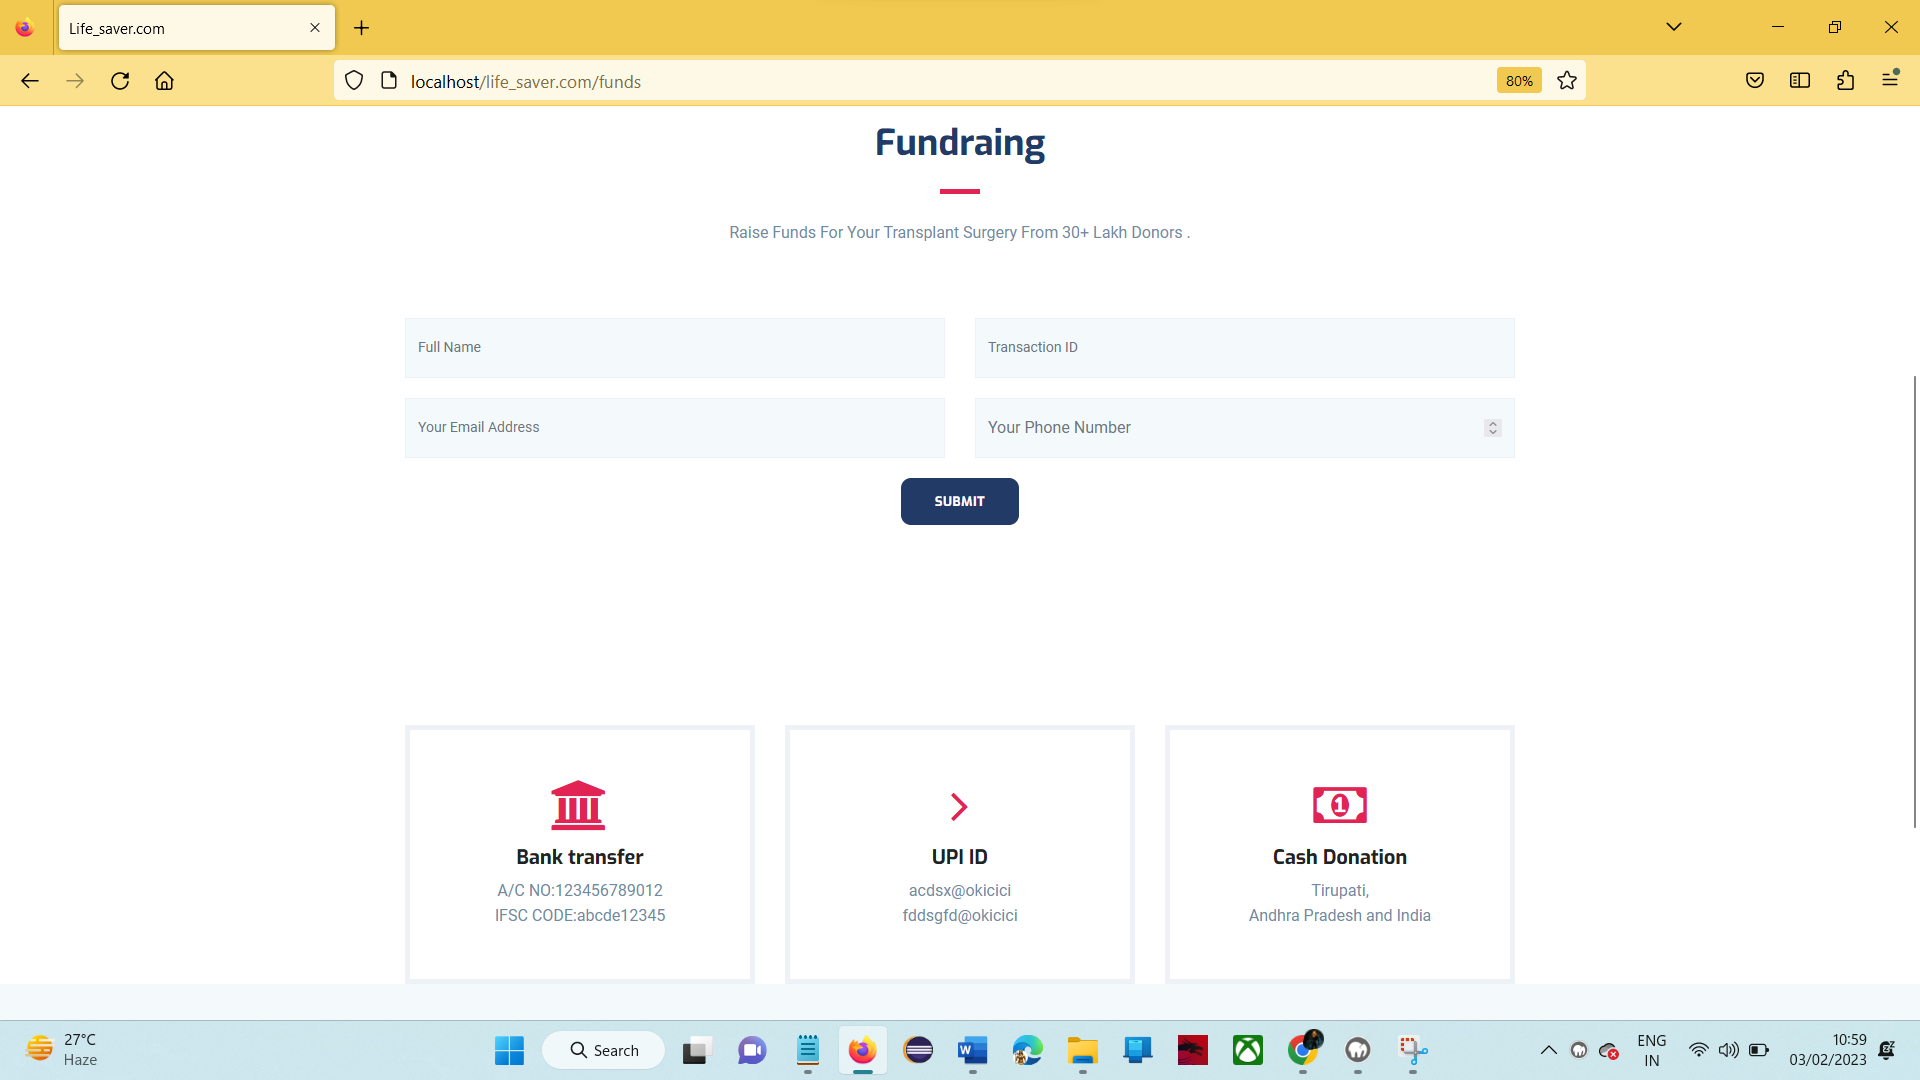 Life_saver.com
localhost/life_saver.com/funds
80%
Fundraing
Raise Funds For Your Transplant Surgery From 30+ Lakh Donors .
Full Name
Transaction ID
Your Email Address
Your Phone Number
SUBMIT
1
Bank transfer
A/C NO:123456789012
IFSC CODE:abcde12345
UPI ID
acdsx@okicici
fddsgfd@okicici
Cash Donation
Tirupati,
Andhra Pradesh and India
27°C
Haze
Search
W
ENG
IN
10:59
03/02/2023